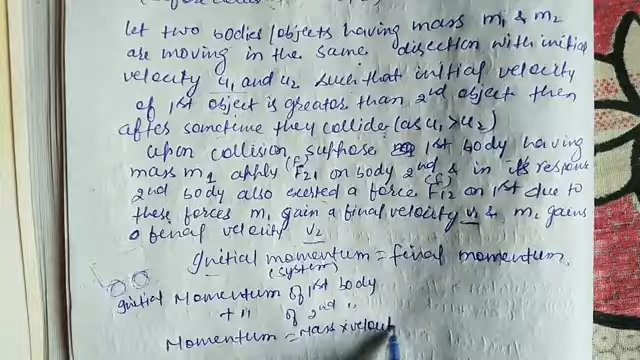 let two bodies/objects having mass m1 & m2
are moving in the same direction with initial
velocity u1 and u2 such that initial velocity
of 1st object is greater than 2nd object then
after sometime they collide (as u1 > u2)
Upon collision, suppose 1st body having
mass m1 apply (F) F21 on body 2nd & in its respons
2nd body also exerted a force (F) F12 on 1st due to
these forces m1 gain a final velocity v1 &
a final velocity v2
Initial momentum = final momentum
(system)
Initial Momentum of 1st body
+ " of 2nd "
Momentum = Mass × veloci